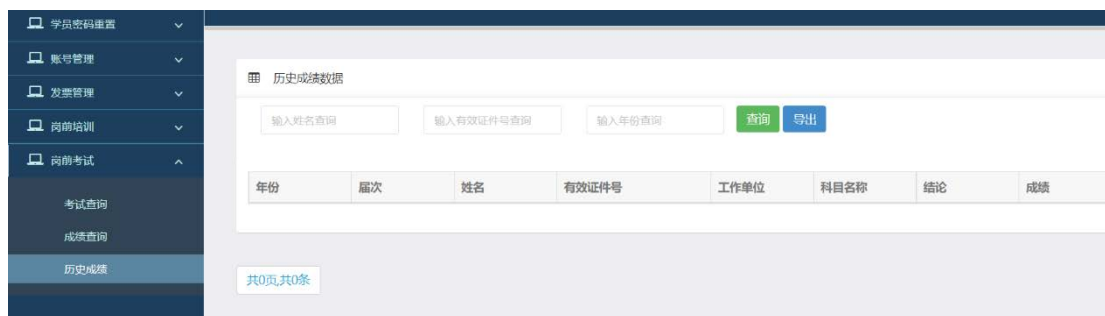 学员密码重置
账号管理
发票管理
岗前培训
岗前考试
考试查询
成绩查询
历史成绩
历史成绩数据
输入姓名查询 输入有效证件号查询 输入年份查询 查询 导出
年份 届次 姓名 有效证件号 工作单位 科目名称 结论 成绩
共0页,共0条